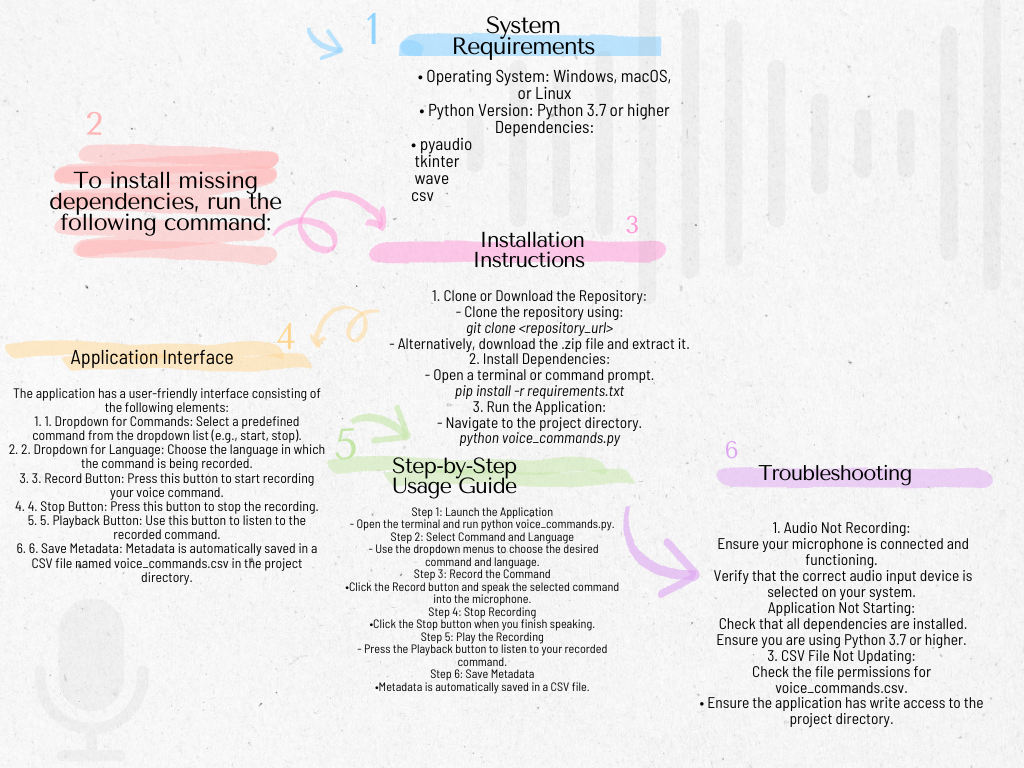 1
System
Requirements
• Operating System: Windows, macOS,
or Linux
• Python Version: Python 3.7 or higher
Dependencies:
• pyaudio
tkinter
wave
csv
2
To install missing
dependencies, run the
following command:
3
Installation
Instructions
1. Clone or Download the Repository:
- Clone the repository using:
git clone <repository_url>
- Alternatively, download the .zip file and extract it.
2. Install Dependencies:
- Open a terminal or command prompt.
pip install -r requirements.txt
3. Run the Application:
- Navigate to the project directory.
python voice_commands.py
4
Application Interface
The application has a user-friendly interface consisting of
the following elements:
1. 1. Dropdown for Commands: Select a predefined
command from the dropdown list (e.g., start, stop).
2. 2. Dropdown for Language: Choose the language in which
the command is being recorded.
3. 3. Record Button: Press this button to start recording
your voice command.
4. 4. Stop Button: Press this button to stop the recording.
5. 5. Playback Button: Use this button to listen to the
recorded command.
6. 6. Save Metadata: Metadata is automatically saved in a
CSV file named voice_commands.csv in the project
directory.
5
Step-by-Step
Usage Guide
Step 1: Launch the Application
- Open the terminal and run python voice_commands.py.
Step 2: Select Command and Language
- Use the dropdown menus to choose the desired
command and language.
Step 3: Record the Command
•Click the Record button and speak the selected command
into the microphone.
Step 4: Stop Recording
•Click the Stop button when you finish speaking.
Step 5: Play the Recording
- Press the Playback button to listen to your recorded
command.
Step 6: Save Metadata
•Metadata is automatically saved in a CSV file.
6
Troubleshooting
1. Audio Not Recording:
Ensure your microphone is connected and
functioning.
Verify that the correct audio input device is
selected on your system.
Application Not Starting:
Check that all dependencies are installed.
Ensure you are using Python 3.7 or higher.
3. CSV File Not Updating:
Check the file permissions for
voice_commands.csv.
• Ensure the application has write access to the
project directory.